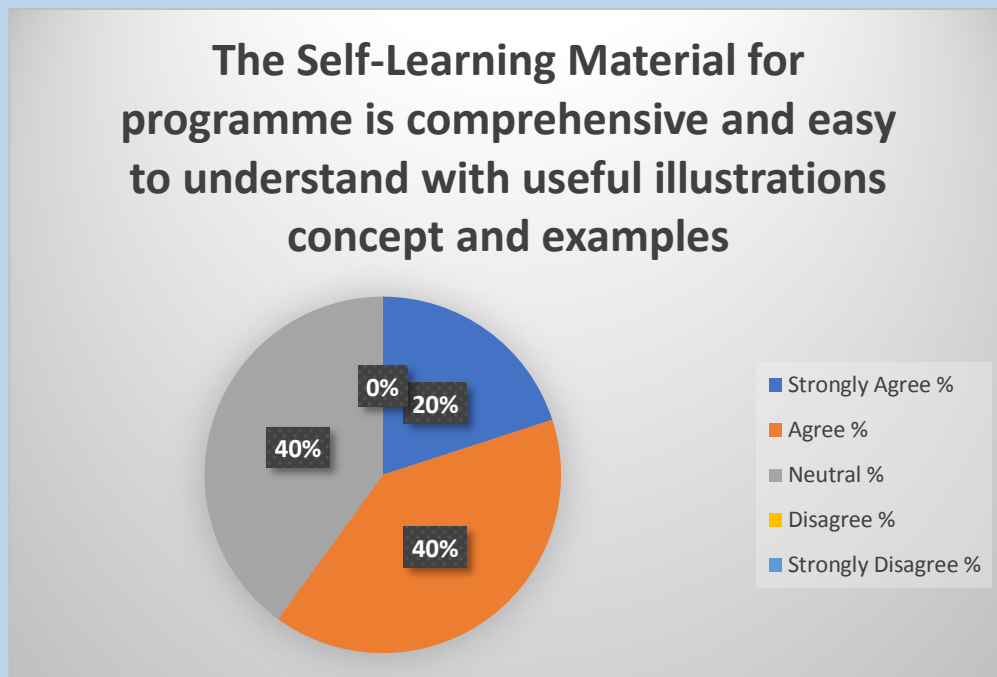 The Self-Learning Material for
programme is comprehensive and easy
to understand with useful illustrations
concept and examples
0%
20%
40%
40%
Strongly Agree %
Agree %
Neutral %
Disagree %
Strongly Disagree %